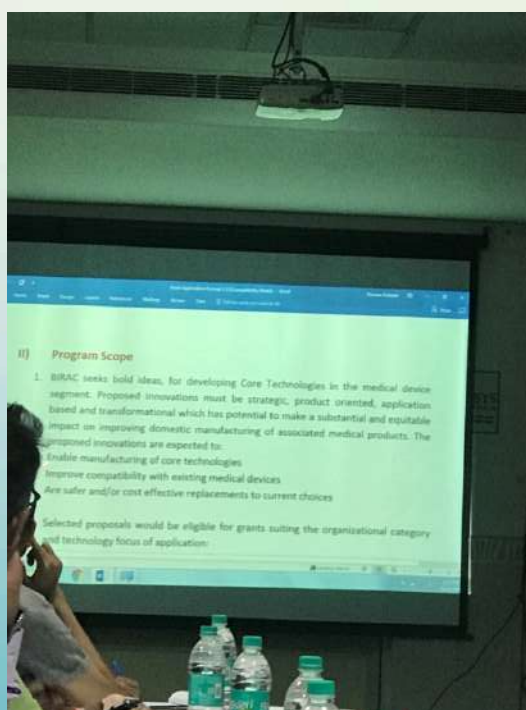 II) Program Scope
1. BIRAC seeks bold ideas, for developing Core Technologies in the medical device
segment. Proposed innovations must be strategic, product oriented, application
based and transformational which has potential to make a substantial and equitable
impact on improving domestic manufacturing of associated medical products. The
proposed innovations are expected to:
Enable manufacturing of core technologies
Improve compatibility with existing medical devices
Are safer and/or cost effective replacements to current choices
Selected proposals would be eligible for grants suiting the organizational category
and technology focus of application: